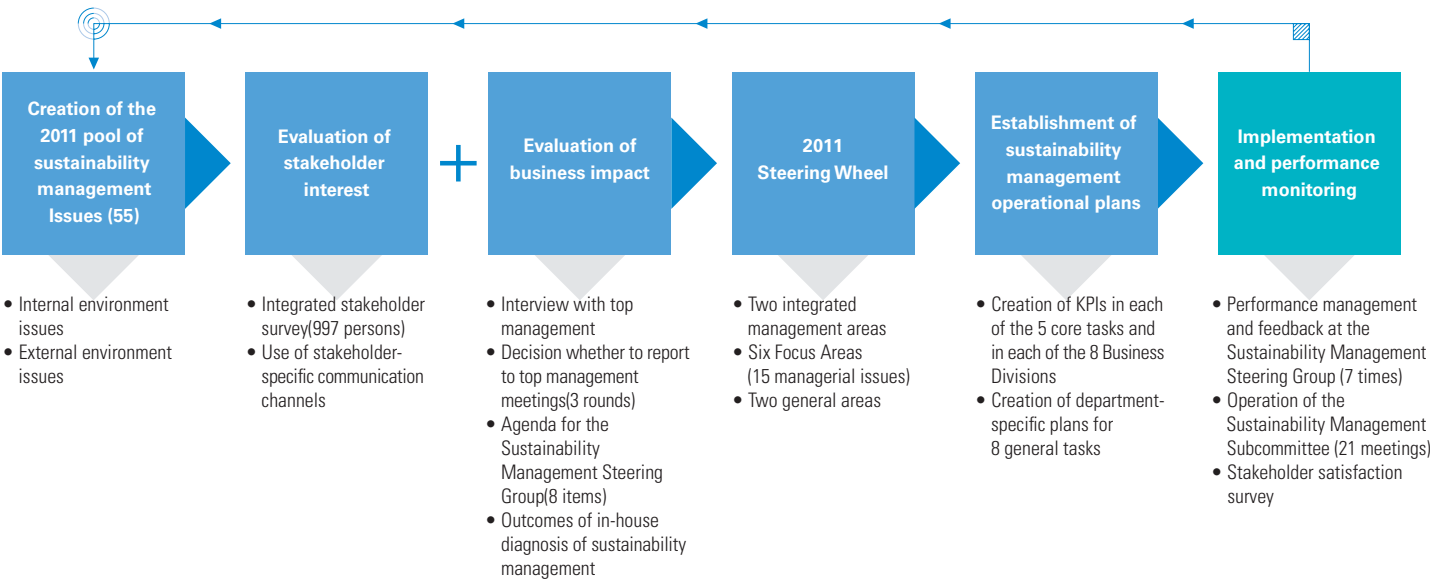 Creation of the
2011 pool of
sustainability
management
Issues (55)
Evaluation of
stakeholder
interest
Evaluation of
business impact
2011
Steering Wheel
Establishment of
sustainability
management
operational plans
Implementation
and performance
monitoring
• Internal environment
issues
• External environment
issues
• Integrated stakeholder
survey(997 persons)
• Use of stakeholder-
specific communication
channels
• Interview with top
management
• Decision whether to report
to top management
meetings(3 rounds)
• Agenda for the
Sustainability
Management Steering
Group(8 items)
• Outcomes of in-house
diagnosis of sustainability
management
• Two integrated
management areas
• Six Focus Areas
(15 managerial issues)
• Two general areas
• Creation of KPIs in each
of the 5 core tasks and
in each of the 8 Business
Divisions
• Creation of department-
specific plans for
8 general tasks
• Performance management
and feedback at the
Sustainability Management
Steering Group (7 times)
• Operation of the
Sustainability Management
Subcommittee (21 meetings)
• Stakeholder satisfaction
survey